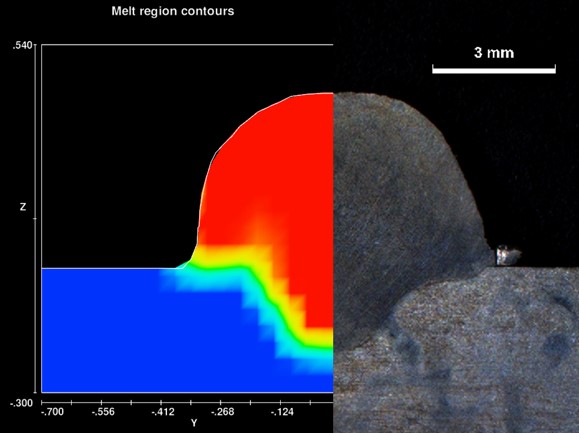 Melt region contours
3 mm
.540
Z
-.300
-.700 -.556 -.412 -.268 -.124
Y